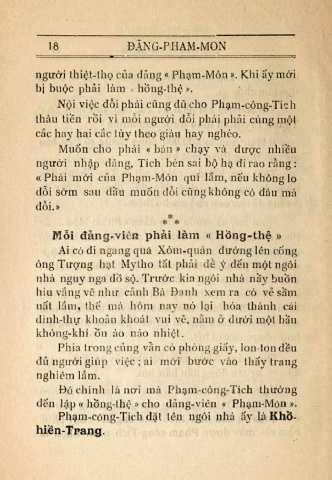 18 ĐẢNG-PHẠM-MÔN
người thiệt-thọ của đảng « Phạm-Môn ». Khi ấy mới
bị buộc phải làm « hồng-thệ ».
Nội việc đổi phái cũng đủ cho Phạm-công-Tích
thâu tiền rồi vì mỗi người đổi phái phải cúng một
cắc hay hai cắc tùy theo giàu hay nghèo.
Muốn cho phái « bán » chạy và được nhiều
người nhập đảng, Tích bèn sai bộ hạ đi rao rằng :
« Phái mới của Phạm-Môn quí lắm, nếu không lo
đổi sớm sau dầu muốn đổi cũng không có đâu mà
đổi.»
* * *
Mỗi đảng-viên phải làm « Hồng-thệ »
Ai có đi ngang quá Xóm-quán đường lên cống
ông Tượng hạt Mytho tất phải để ý đến một ngôi
nhà nguy nga đồ sộ. Trước kia ngôi nhà nầy buồn
hiu vắng vẻ như cảnh Bà Đanh xem ra có vẻ sầm
nất lắm, thế mà hôm nay nó lại hóa thành cái
dinh-thự khoản khoát vui vẻ, nằm ở dưới một bầu
không-khí ồn ào náo nhiệt.
Phía trong cùng vẫn có phòng giấy, lon-ton đều
đủ người giúp việc ; ai mới bước vào thấy trang
nghiêm lắm.
Đó chính là nơi mà Phạm-công-Tích thường
đến lập « hồng-thệ » cho đảng-viên « Phạm-Môn ».
Phạm-công-Tích đặt tên ngôi nhà ấy là Khổ-
hiền-Trang.